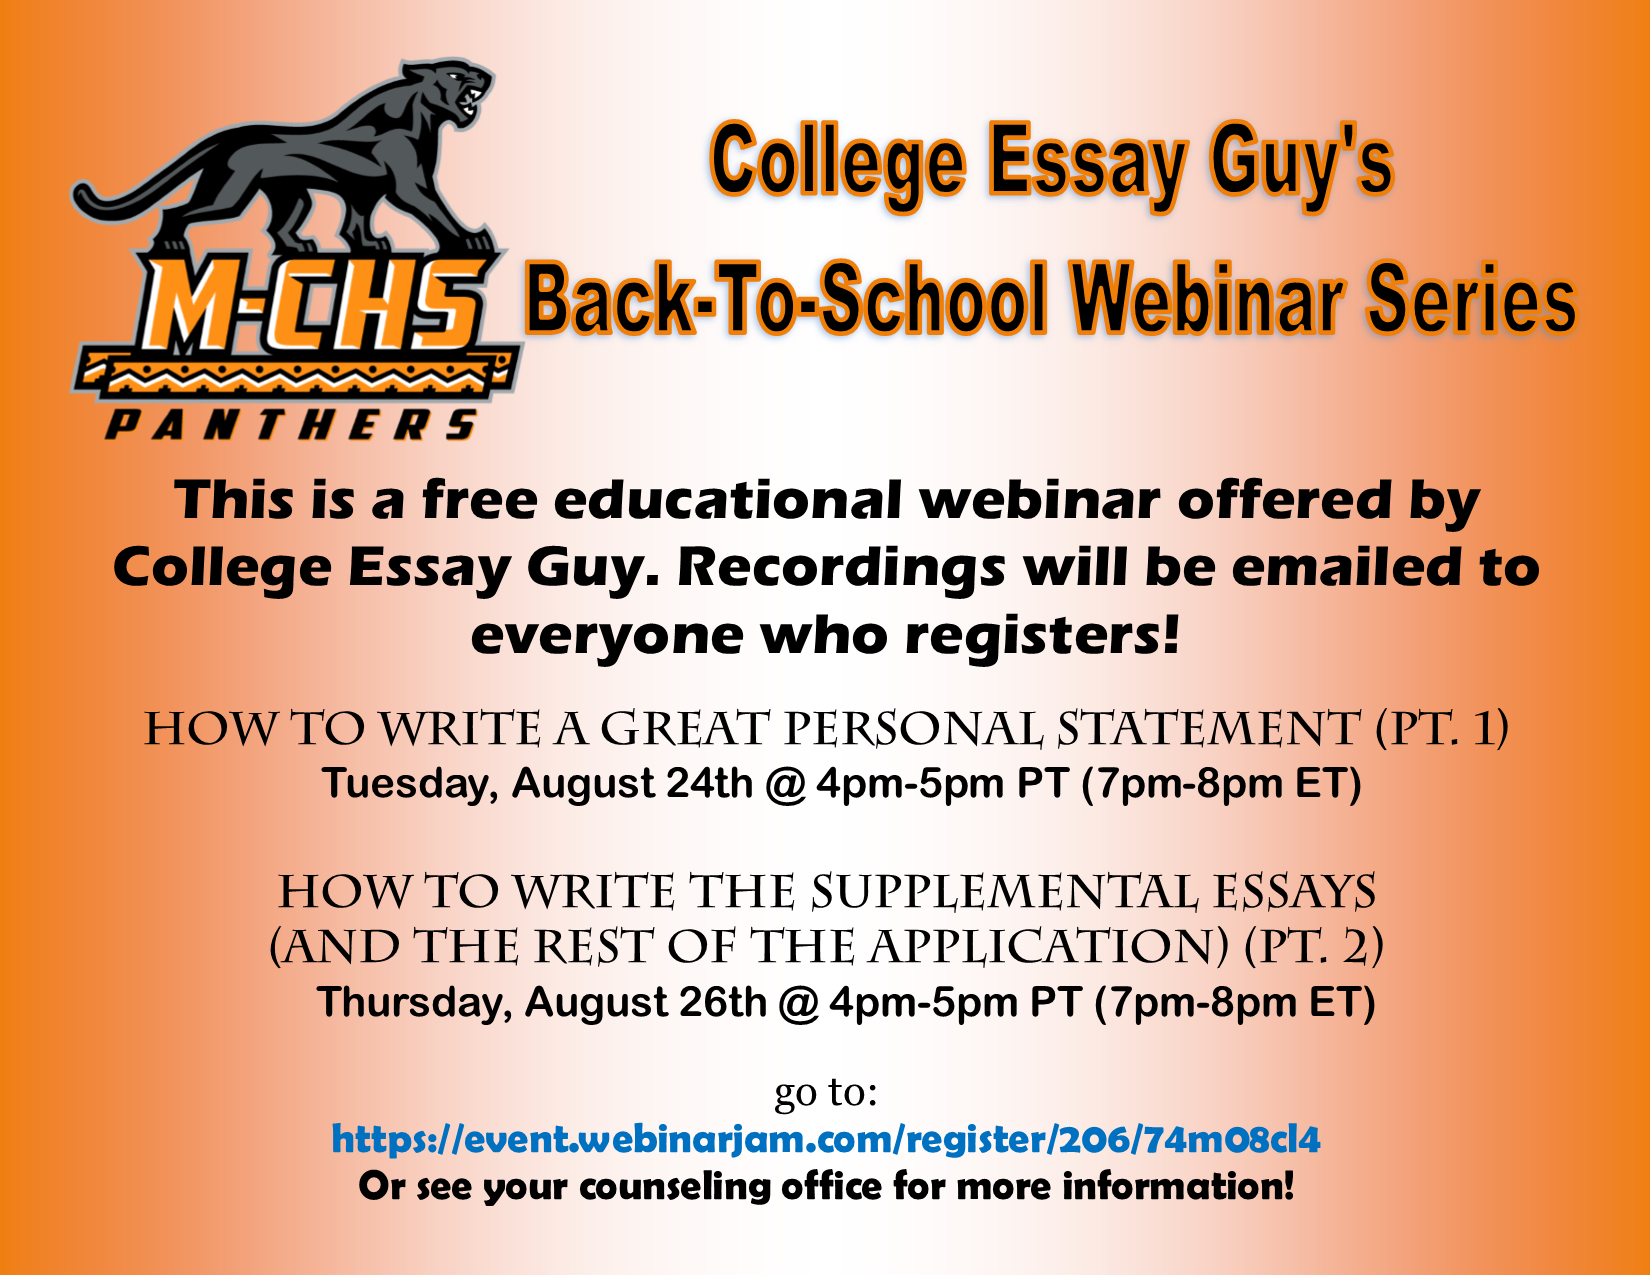 M-CHS
PANTHERS
College Essay Guy's
Back-To-School Webinar Series
This is a free educational webinar offered by
College Essay Guy. Recordings will be emailed to
everyone who registers!
HOW TO WRITE A GREAT PERSONAL STATEMENT (PT. 1)
Tuesday, August 24th @ 4pm-5pm PT (7pm-8pm ET)
HOW TO WRITE THE SUPPLEMENTAL ESSAYS
(AND THE REST OF THE APPLICATION) (PT. 2)
Thursday, August 26th @ 4pm-5pm PT (7pm-8pm ET)
go to:
https://event.webinarjam.com/register/206/74m08cl4
Or see your counseling office for more information!